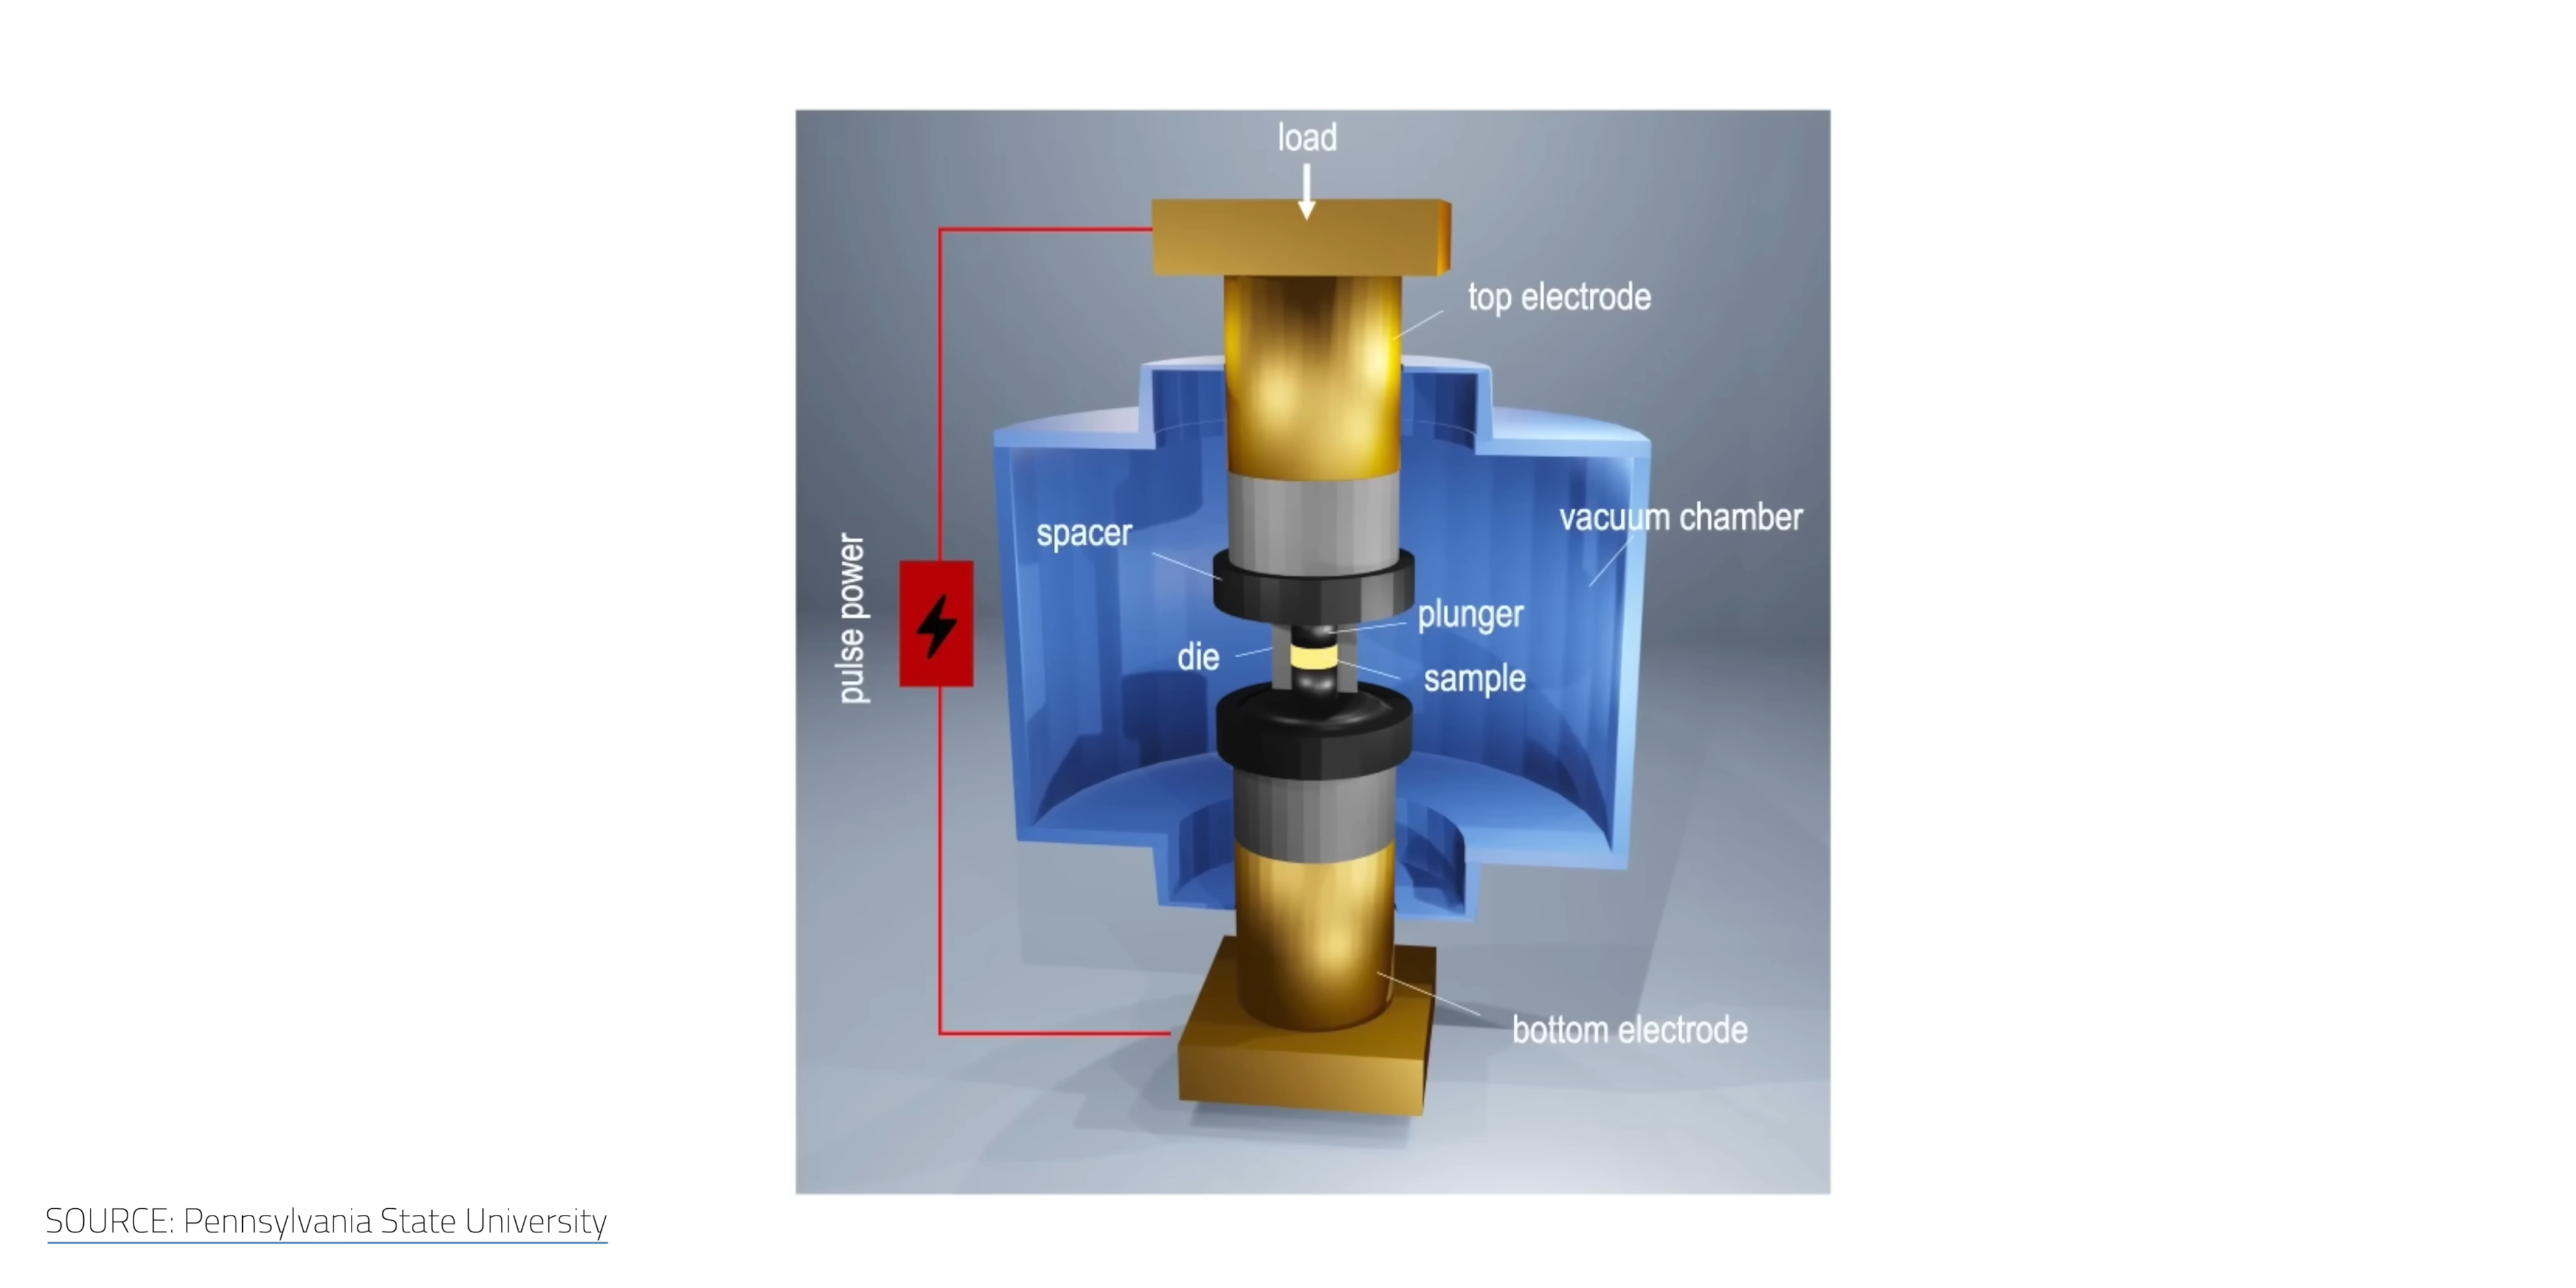 load
top electrode
spacer
vacuum chamber
pulse power
plunger
die
sample
bottom electrode
SOURCE: Pennsylvania State University